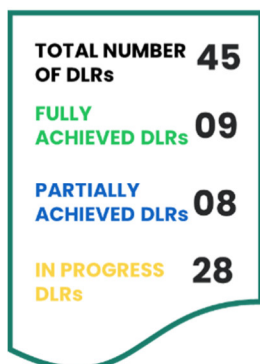 TOTAL NUMBER 45
OF DLRs
FULLY
ACHIEVED DLRs 09
PARTIALLY
ACHIEVED DLRs 08
IN PROGRESS 28
DLRs